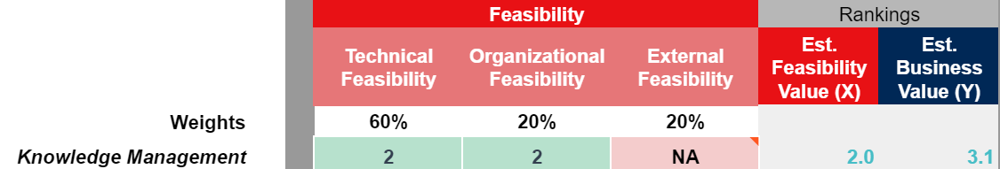 Feasibility Rankings
Technical Feasibility Organizational Feasibility External Feasibility Est. Feasibility Value (X) Est. Business Value (Y)
Weights 60% 20% 20%
Knowledge Management 2 2 NA 2.0 3.1